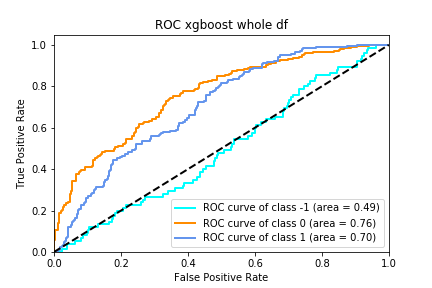 ROC xgboost whole df
1.0
0.8
0.6
0.4
0.2
0.0
True Positive Rate
ROC curve of class -1 (area = 0.49)
ROC curve of class 0 (area = 0.76)
ROC curve of class 1 (area = 0.70)
0.0 0.2 0.4 0.6 0.8 1.0
False Positive Rate